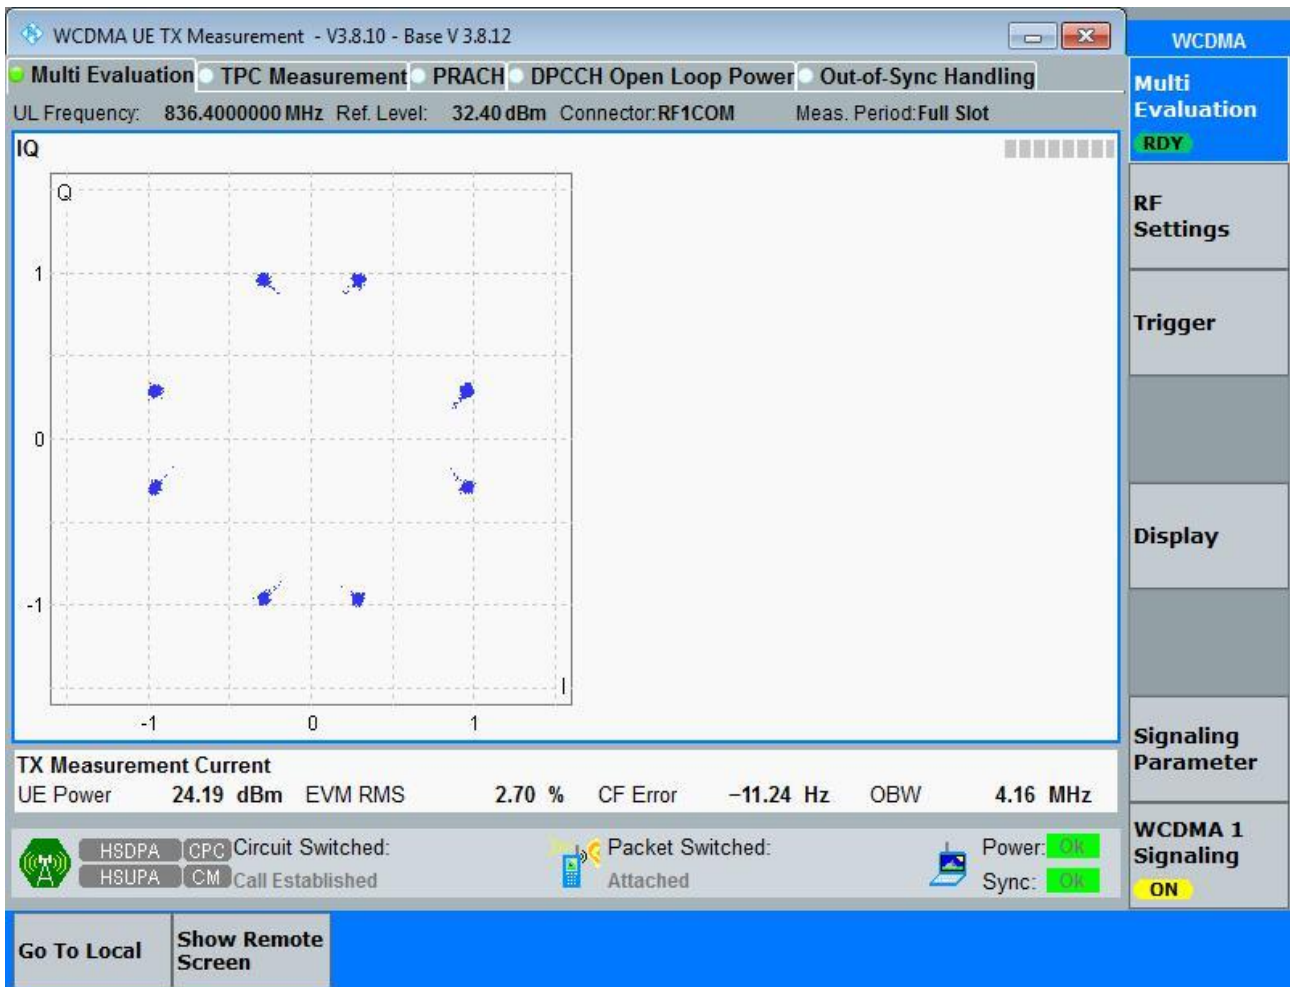 WCDMA UE TX Measurement - V3.8.10 - Base V 3.8.12
WCDMA
Multi Evaluation TPC Measurement PRACH DPCCH Open Loop Power Out-of-Sync Handling
UL Frequency: 836.4000000 MHz Ref. Level: 32.40 dBm Connector: RF1COM Meas. Period: Full Slot
Multi
Evaluation
RDY
IQ
Q
1
0
-1
I
-1 0 1
RF
Settings
Trigger
Display
Signaling
Parameter
WCDMA 1
Signaling
ON
TX Measurement Current
UE Power 24.19 dBm EVM RMS 2.70 % CF Error −11.24 Hz OBW 4.16 MHz
HSDPA CPC Circuit Switched: Packet Switched: Power: Ok
HSUPA CM Call Established Attached Sync: Ok
Go To Local
Show Remote
Screen